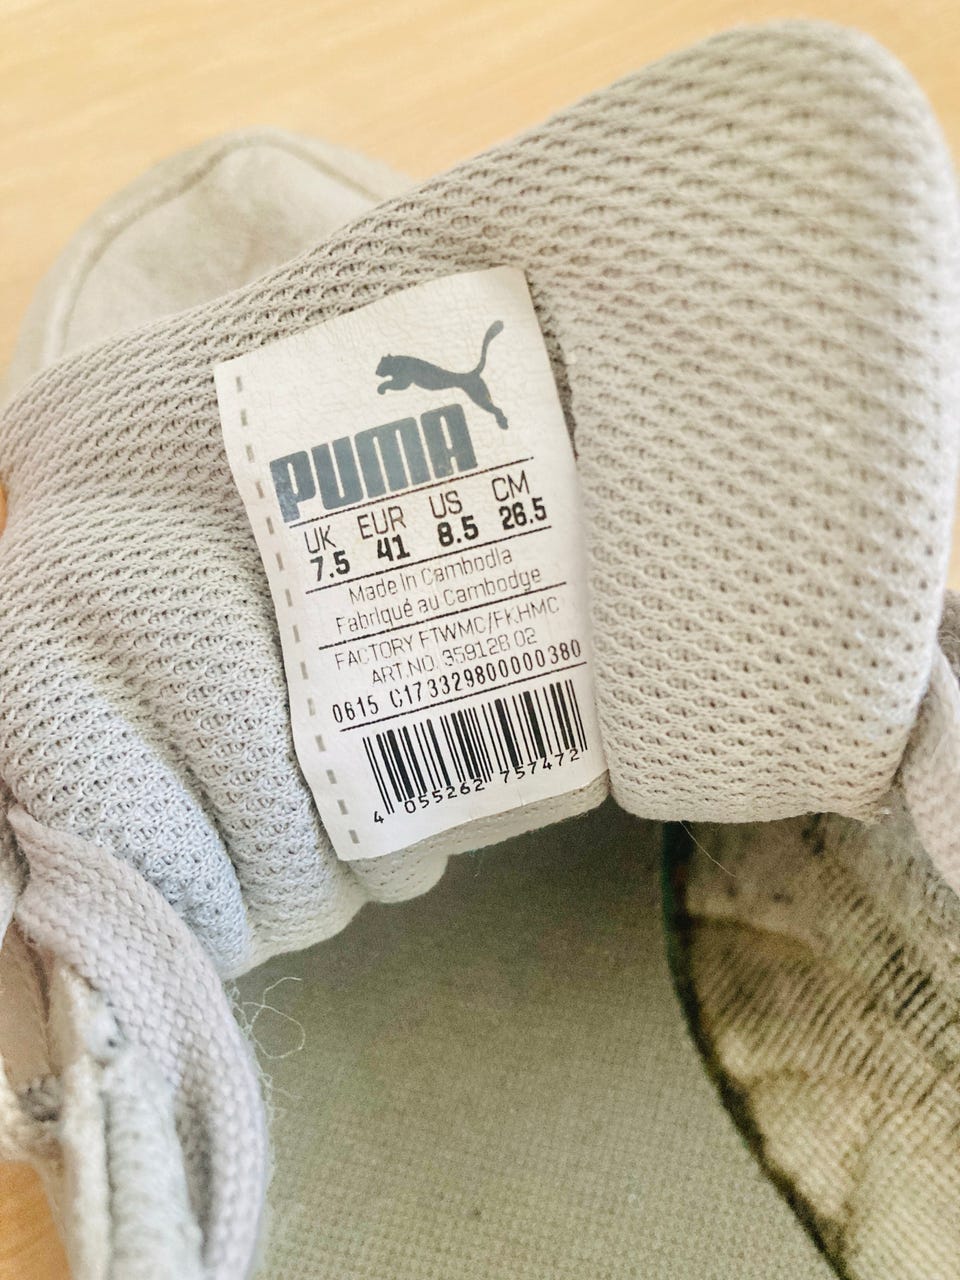 PUMA
UK EUR US CM
7.5 41 8.5 26.5
Made in Cambodia
Fabriqué au Cambodge
FACTORY FTWMC/FKHMC
ART.NO. 359128 02
0615 C173329800000380
4 055262 757472